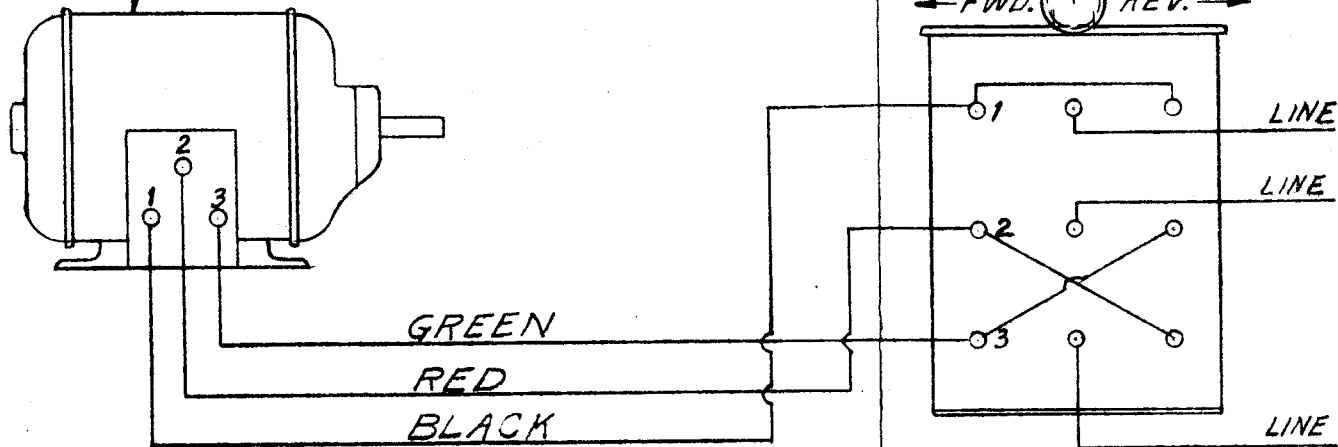 FWD. REV.
1
LINE
2
1 3
LINE
2
GREEN
3
RED
BLACK
LINE